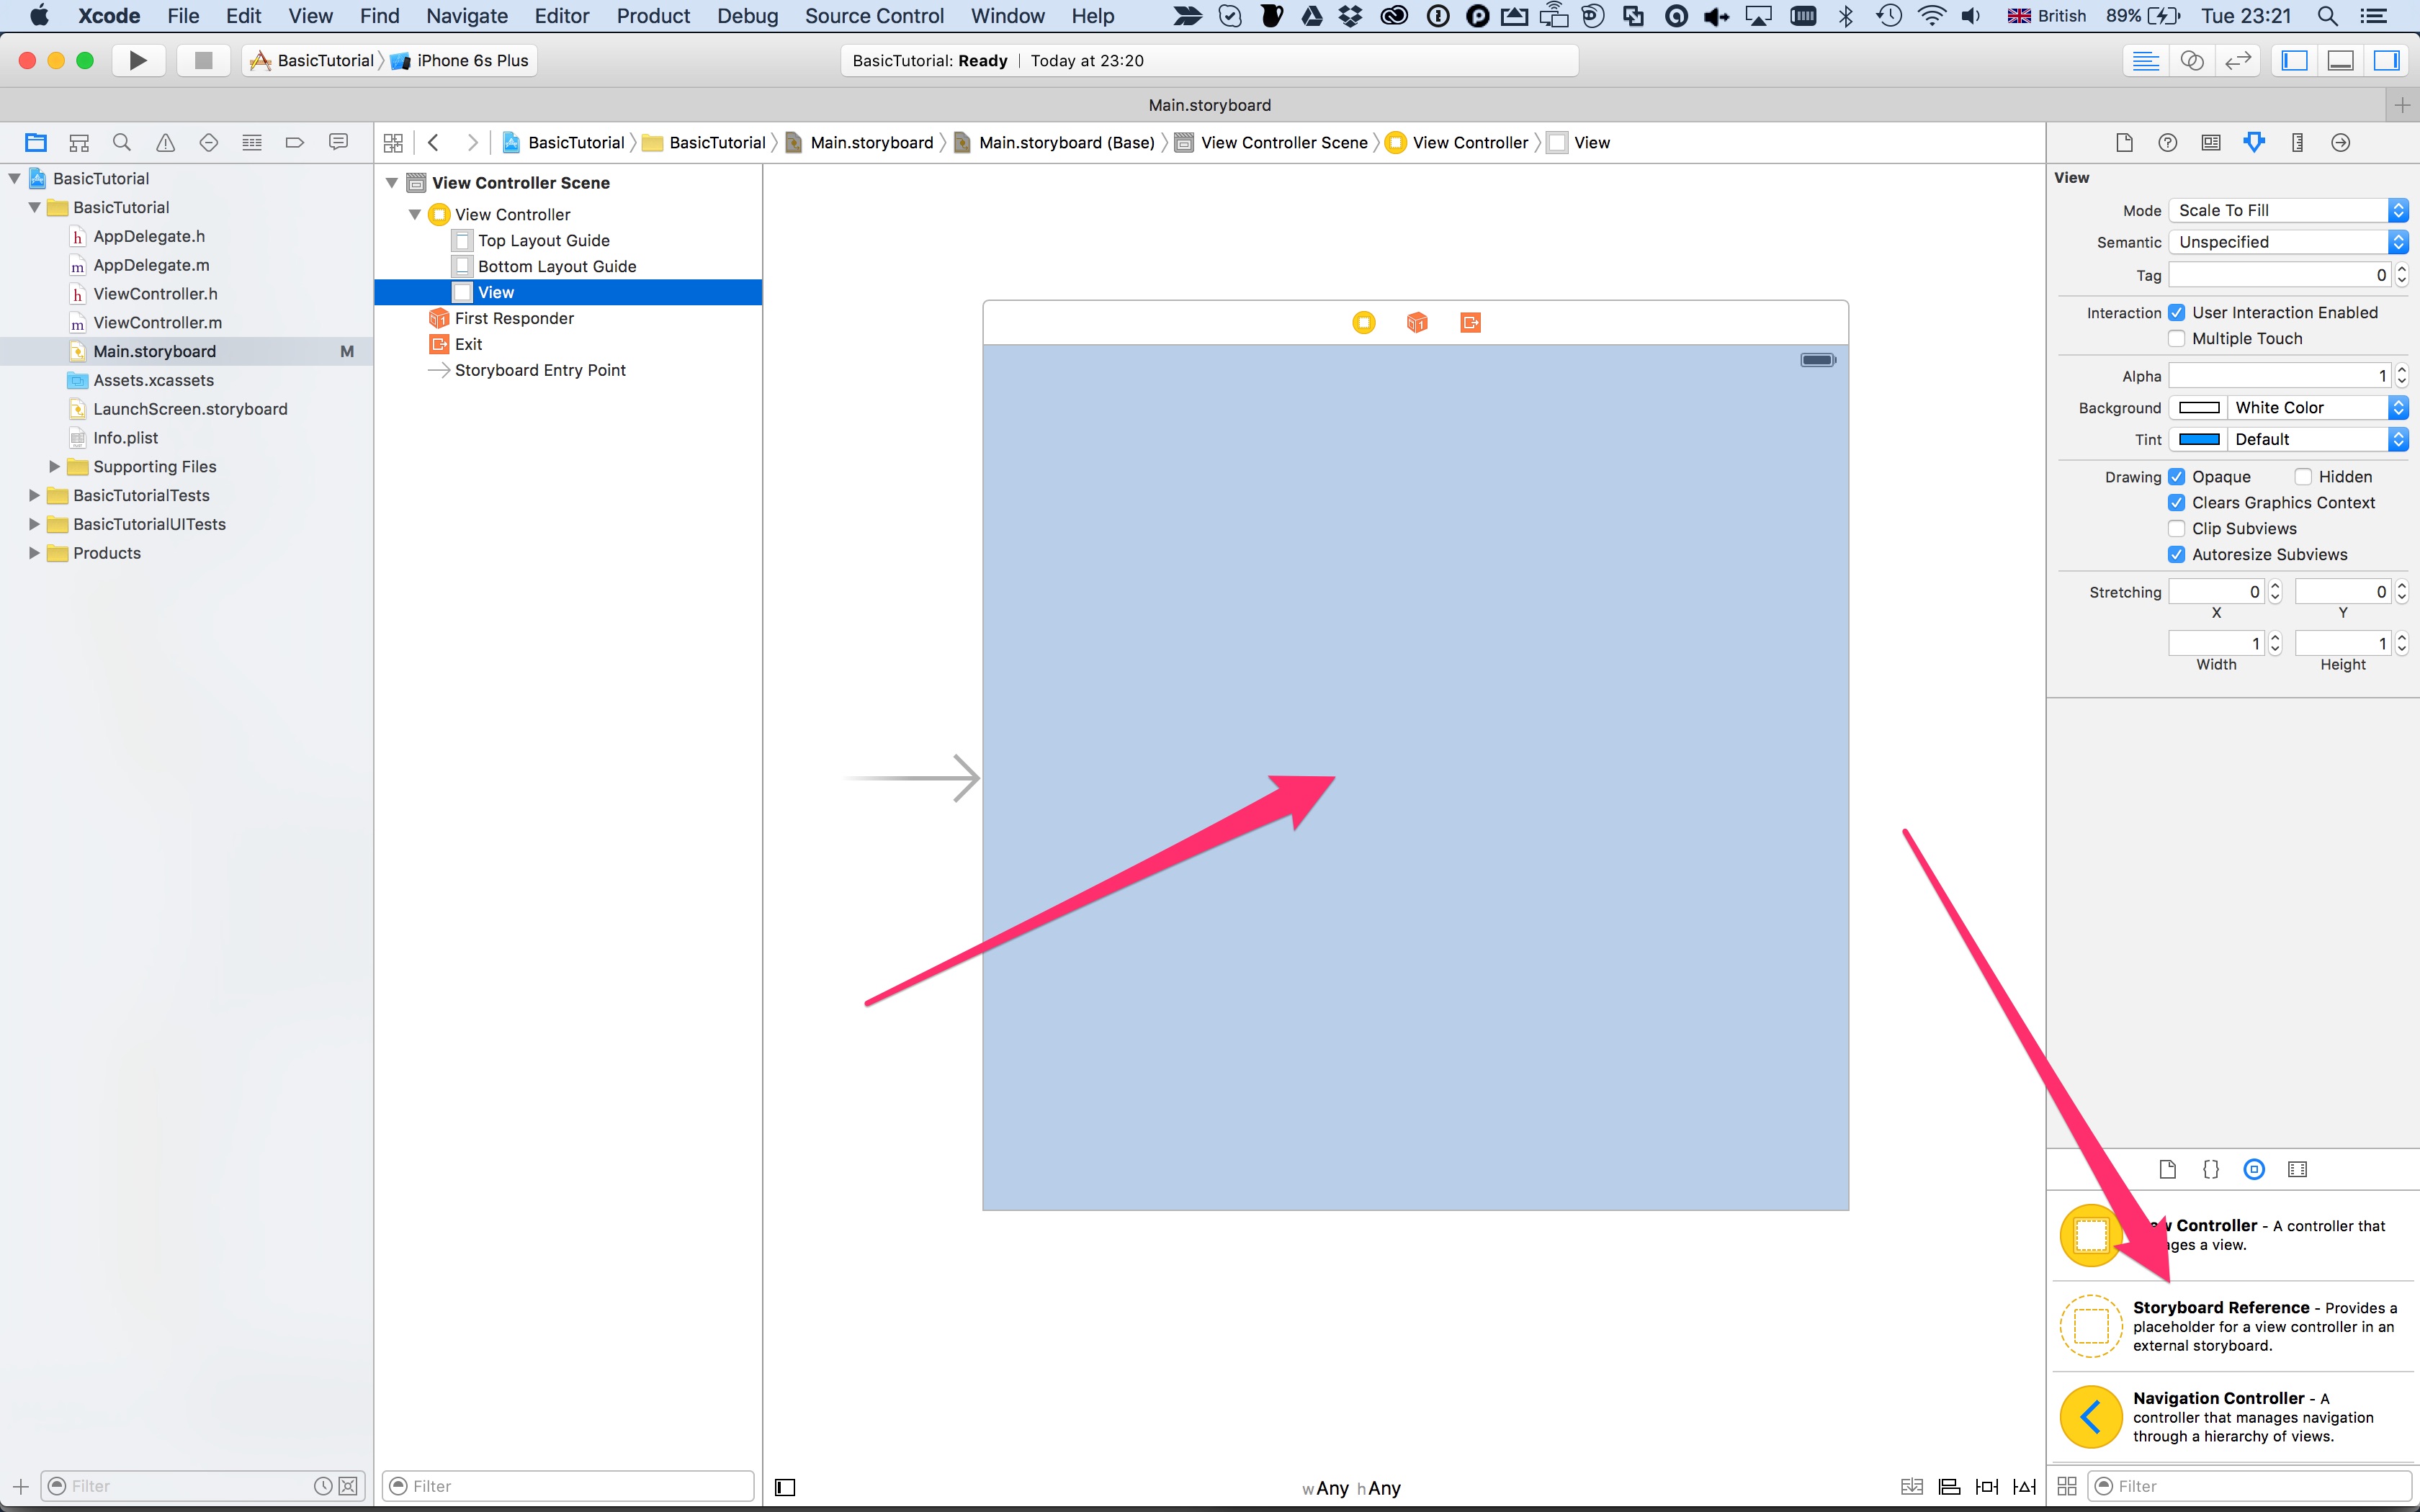 Xcode File Edit View Find Navigate Editor Product Debug Source Control Window Help British 89% Tue 23:21
BasicTutorial iPhone 6s Plus BasicTutorial: Ready | Today at 23:20
Main.storyboard
BasicTutorial BasicTutorial Main.storyboard Main.storyboard (Base) View Controller Scene View Controller View
BasicTutorial
BasicTutorial
AppDelegate.h
AppDelegate.m
ViewController.h
ViewController.m
Main.storyboard M
Assets.xcassets
LaunchScreen.storyboard
Info.plist
Supporting Files
BasicTutorialTests
BasicTutorialUITests
Products
Filter
View Controller Scene
View Controller
Top Layout Guide
Bottom Layout Guide
View
First Responder
Exit
Storyboard Entry Point
Filter
wAny hAny
View
Mode Scale To Fill
Semantic Unspecified
Tag 0
Interaction User Interaction Enabled
Multiple Touch
Alpha 1
Background White Color
Tint Default
Drawing Opaque Hidden
Clears Graphics Context
Clip Subviews
Autoresize Subviews
Stretching 0 0
X Y
1 1
Width Height
Controller - A controller that
a view.
Storyboard Reference - Provides a
placeholder for a view controller in an
external storyboard.
Navigation Controller - A
controller that manages navigation
through a hierarchy of views.
Filter